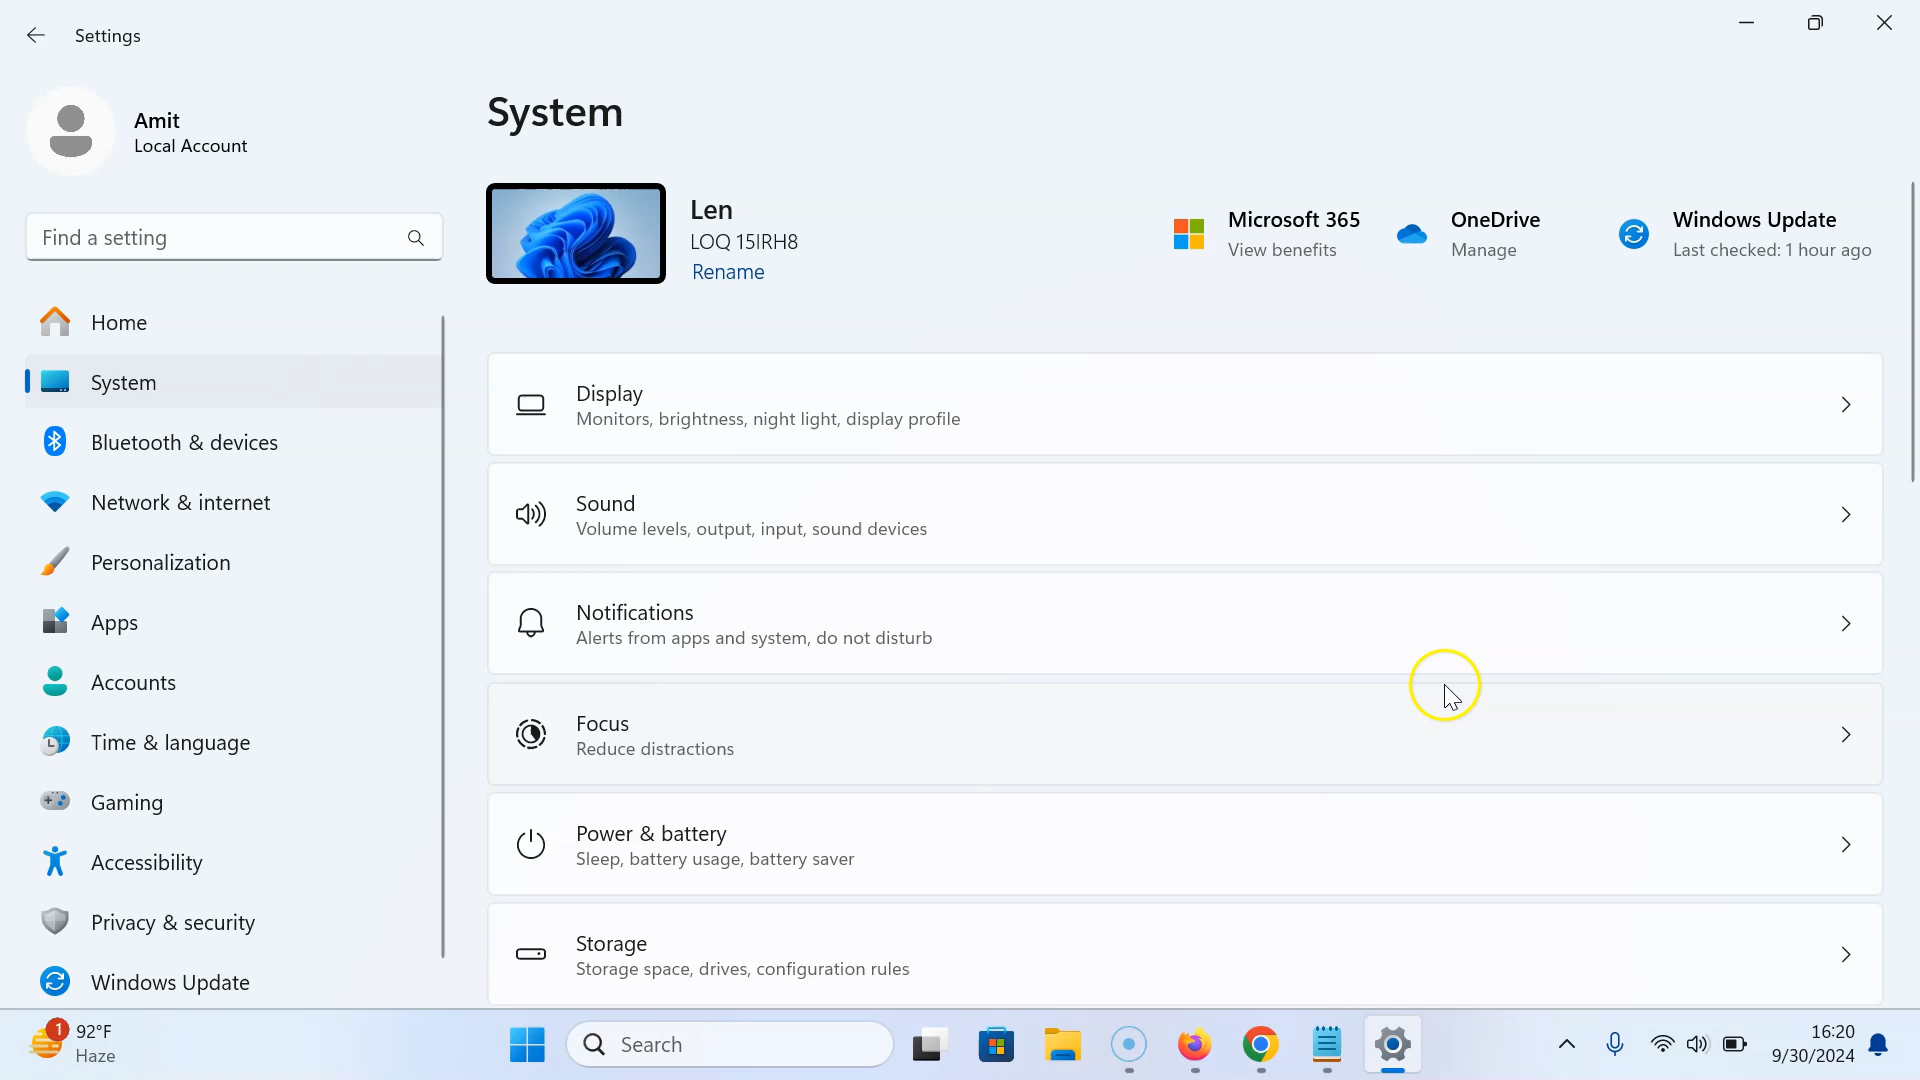 Settings
Amit
Local Account
Find a setting
Home
System
Bluetooth & devices
Network & internet
Personalization
Apps
Accounts
Time & language
Gaming
Accessibility
Privacy & security
Windows Update
System
Len
LOQ 15IRH8
Rename
Microsoft 365
View benefits
OneDrive
Manage
Windows Update
Last checked: 1 hour ago
Display
Monitors, brightness, night light, display profile
Sound
Volume levels, output, input, sound devices
Notifications
Alerts from apps and system, do not disturb
Focus
Reduce distractions
Power & battery
Sleep, battery usage, battery saver
Storage
Storage space, drives, configuration rules
1
92°F
Haze
Search
16:20
9/30/2024